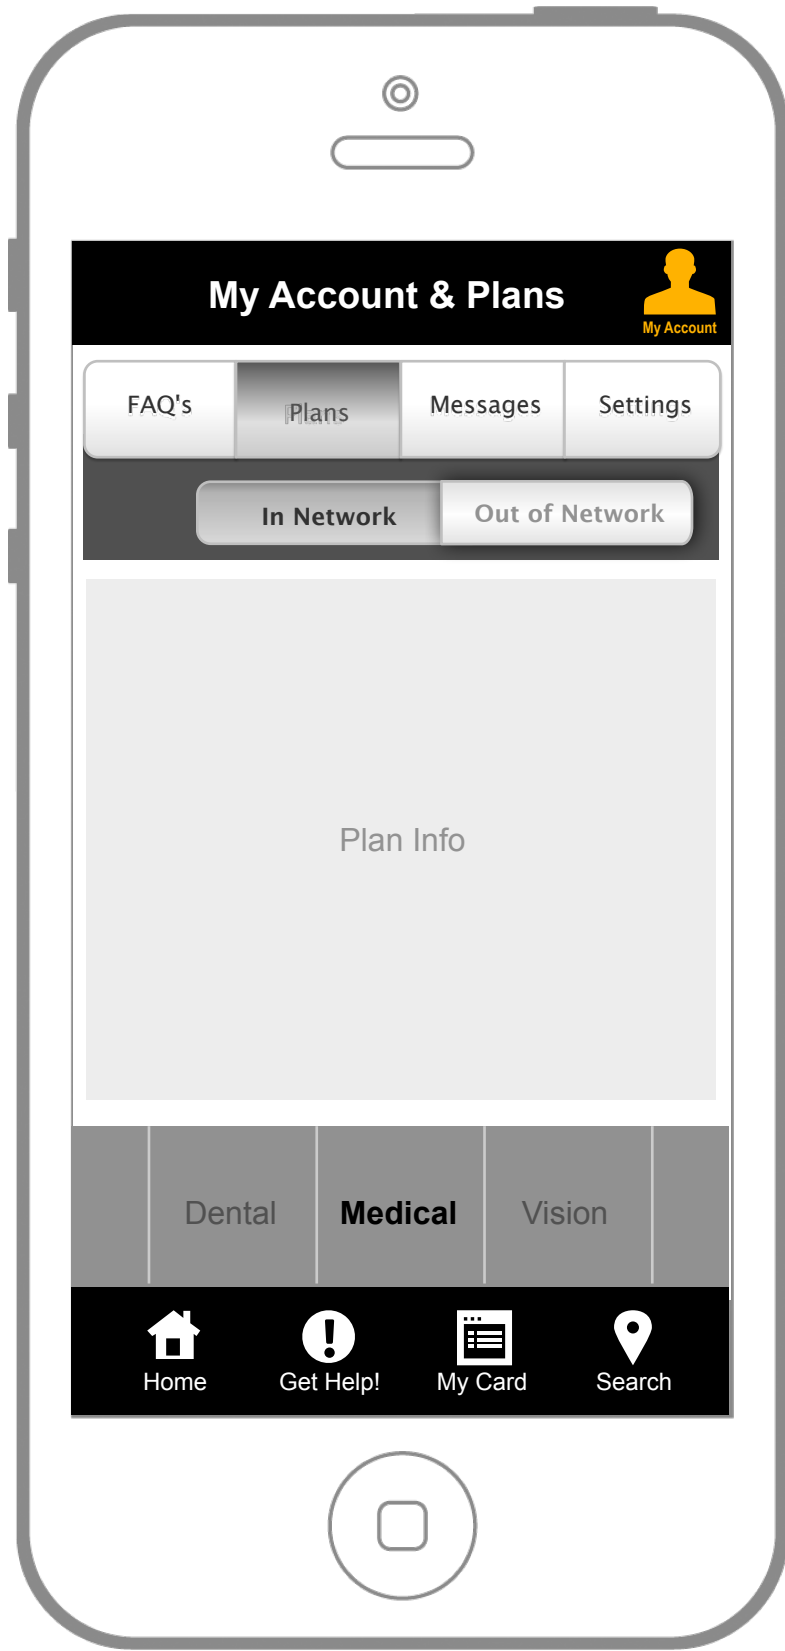 My Account & Plans
My Account
FAQ's Plans Messages Settings
In Network Out of Network
Plan Info
Dental Medical Vision
Home Get Help! My Card Search